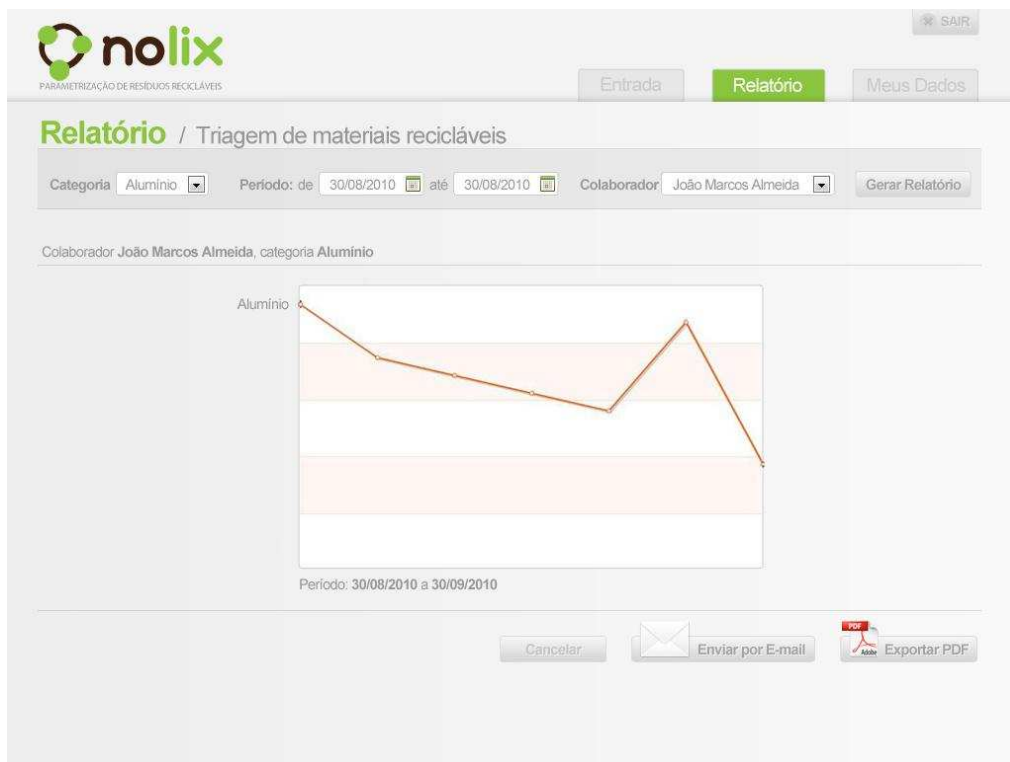 SAIR
nolix
PARAMETRIZAÇÃO DE RESÍDUOS RECICLÁVEIS
Entrada Relatório Meus Dados
Relatório / Triagem de materiais recicláveis
Categoria Alumínio Período: de 30/08/2010 até 30/08/2010 Colaborador João Marcos Almeida Gerar Relatório
Colaborador João Marcos Almeida, categoria Alumínio
Alumínio
Período: 30/08/2010 a 30/09/2010
Cancelar Enviar por E-mail PDF Adobe Exportar PDF